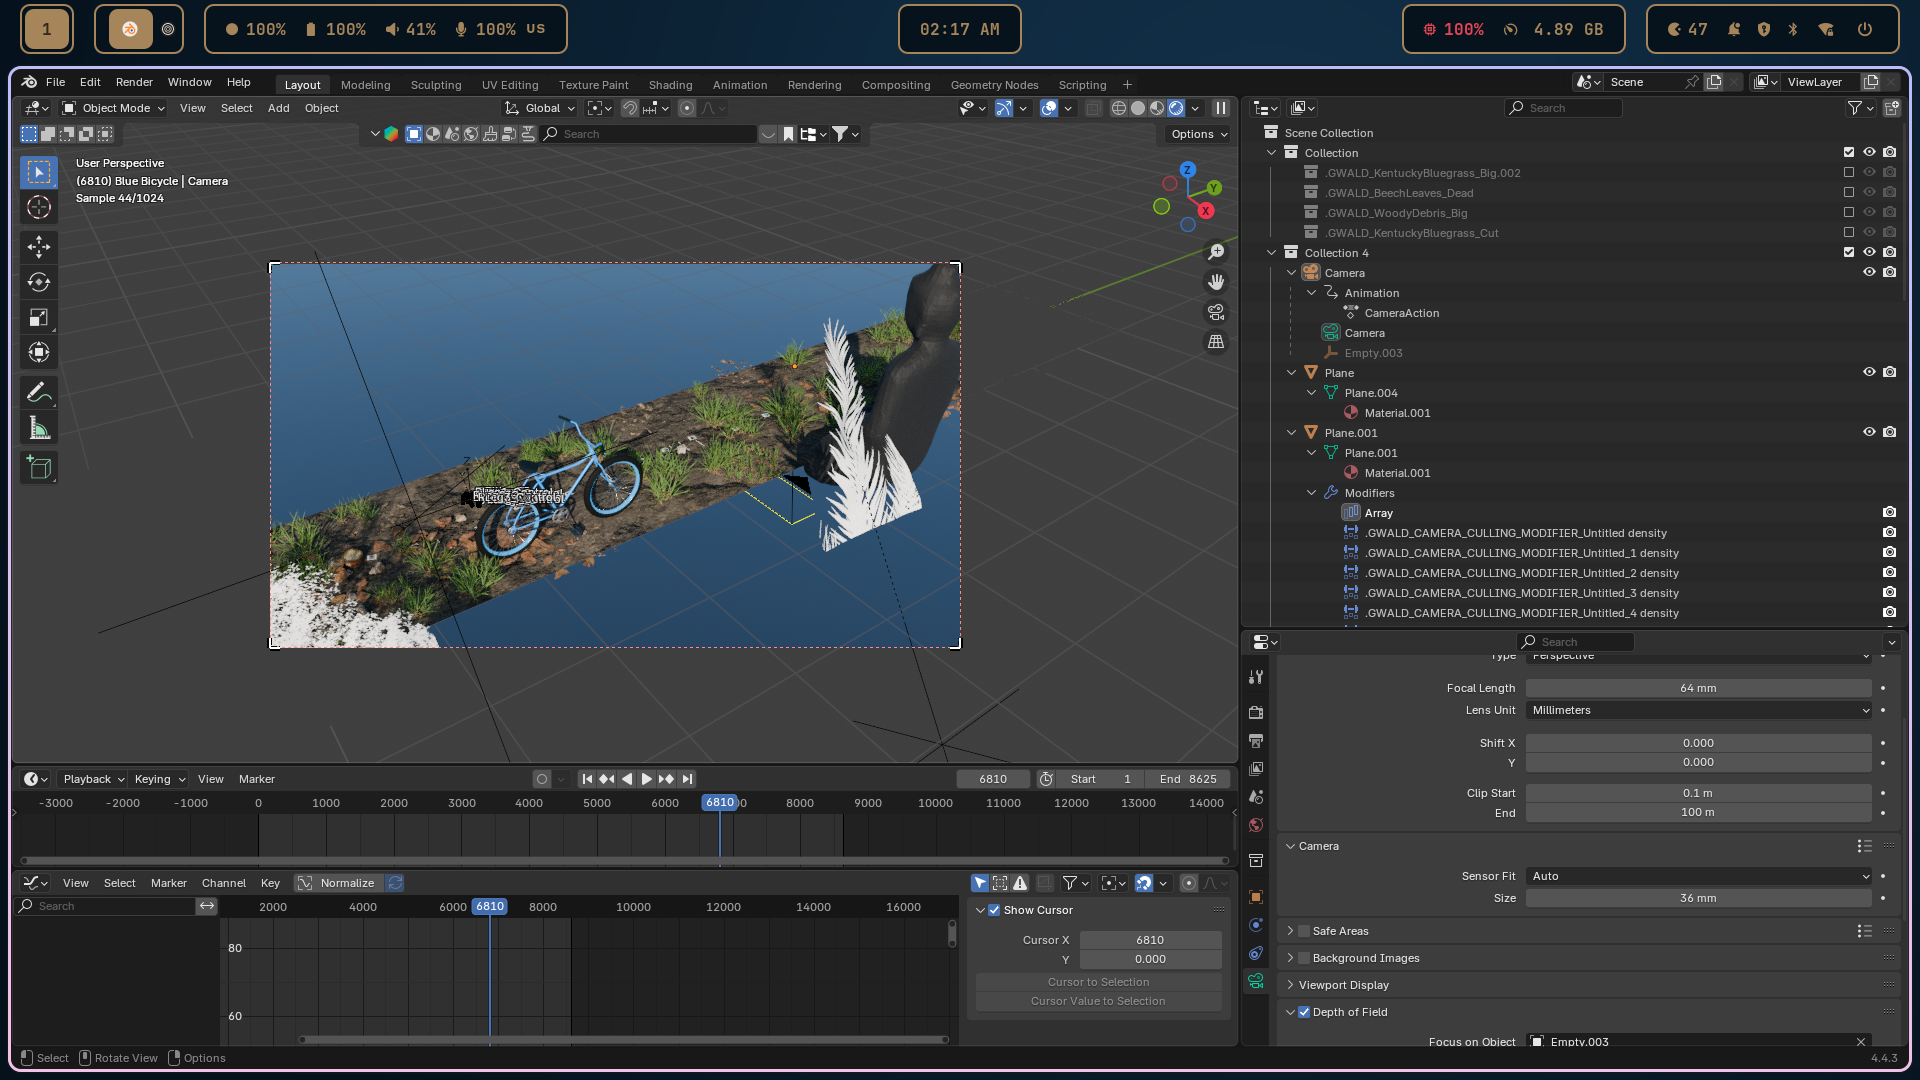 1
100% 100% 41% 100% US
02:17 AM
100% 4.89 GB
47
File Edit Render Window Help
Layout Modeling Sculpting UV Editing Texture Paint Shading Animation Rendering Compositing Geometry Nodes Scripting
Scene
ViewLayer
Object Mode View Select Add Object
Global
Search
Options
User Perspective
(6810) Blue Bicycle | Camera
Sample 44/1024
Z
Y
X
Search
Scene Collection
Collection
.GWALD_KentuckyBluegrass_Big.002
.GWALD_BeechLeaves_Dead
.GWALD_WoodyDebris_Big
.GWALD_KentuckyBluegrass_Cut
Collection 4
Camera
Animation
CameraAction
Camera
Empty.003
Plane
Plane.004
Material.001
Plane.001
Plane.001
Material.001
Modifiers
Array
.GWALD_CAMERA_CULLING_MODIFIER_Untitled density
.GWALD_CAMERA_CULLING_MODIFIER_Untitled_1 density
.GWALD_CAMERA_CULLING_MODIFIER_Untitled_2 density
.GWALD_CAMERA_CULLING_MODIFIER_Untitled_3 density
.GWALD_CAMERA_CULLING_MODIFIER_Untitled_4 density
Search
Type Perspective
Focal Length 64 mm
Lens Unit Millimeters
Shift X 0.000
Y 0.000
Clip Start 0.1 m
End 100 m
Camera
Sensor Fit Auto
Size 36 mm
Safe Areas
Background Images
Viewport Display
Depth of Field
Focus on Object Empty.003
Playback Keying View Marker
6810 Start 1 End 8625
-3000 -2000 -1000 0 1000 2000 3000 4000 5000 6000 6810 8000 9000 10000 11000 12000 13000 14000
View Select Marker Channel Key Normalize
Search
2000 4000 6000 6810 8000 10000 12000 14000 16000
80
60
Show Cursor
Cursor X 6810
Y 0.000
Cursor to Selection
Cursor Value to Selection
Select Rotate View Options
4.4.3